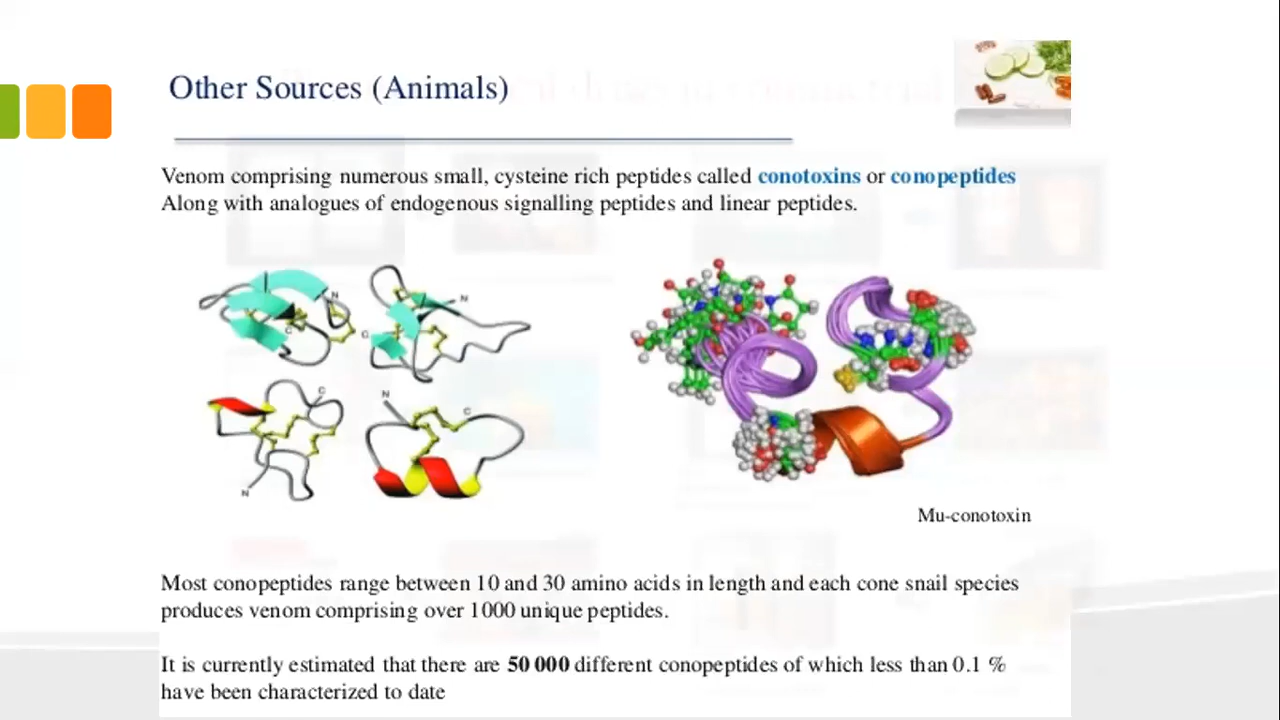 Other Sources (Animals)
Venom comprising numerous small, cysteine rich peptides called conotoxins or conopeptides
Along with analogues of endogenous signalling peptides and linear peptides.
N
C
N
C
C
N
N
C
Mu-conotoxin
Most conopeptides range between 10 and 30 amino acids in length and each cone snail species
produces venom comprising over 1000 unique peptides.
It is currently estimated that there are 50 000 different conopeptides of which less than 0.1 %
have been characterized to date